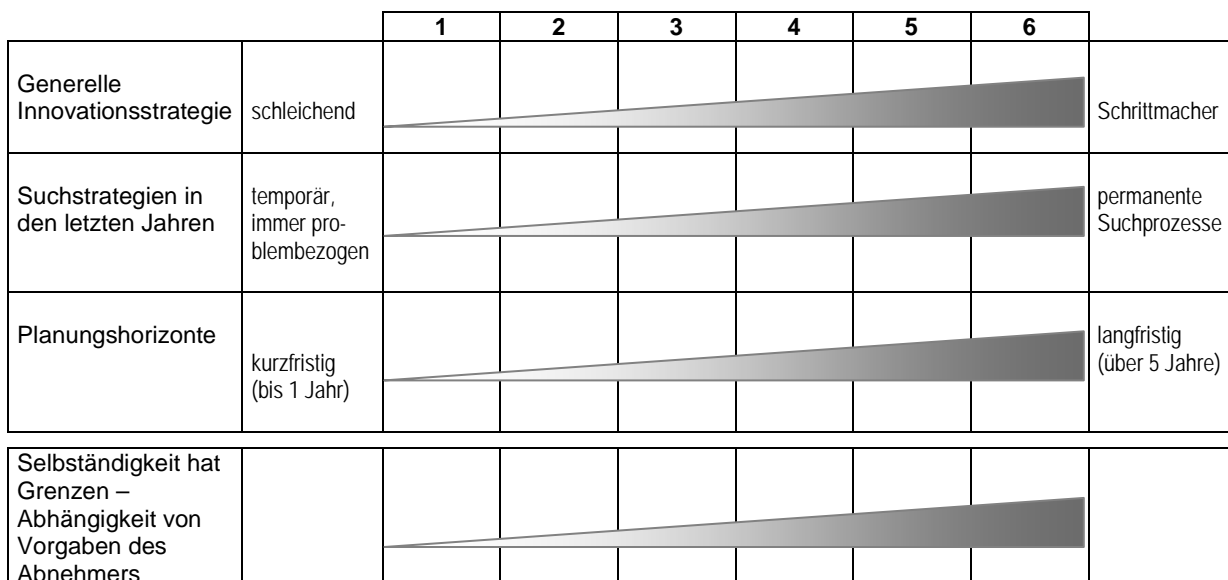 1 2 3 4 5 6
Generelle
Innovationsstrategie
schleichend
Schrittmacher
Suchstrategien in
den letzten Jahren
temporär,
immer pro-
blembezogen
permanente
Suchprozesse
Planungshorizonte
kurzfristig
(bis 1 Jahr)
langfristig
(über 5 Jahre)
Selbständigkeit hat
Grenzen –
Abhängigkeit von
Vorgaben des
Abnehmers